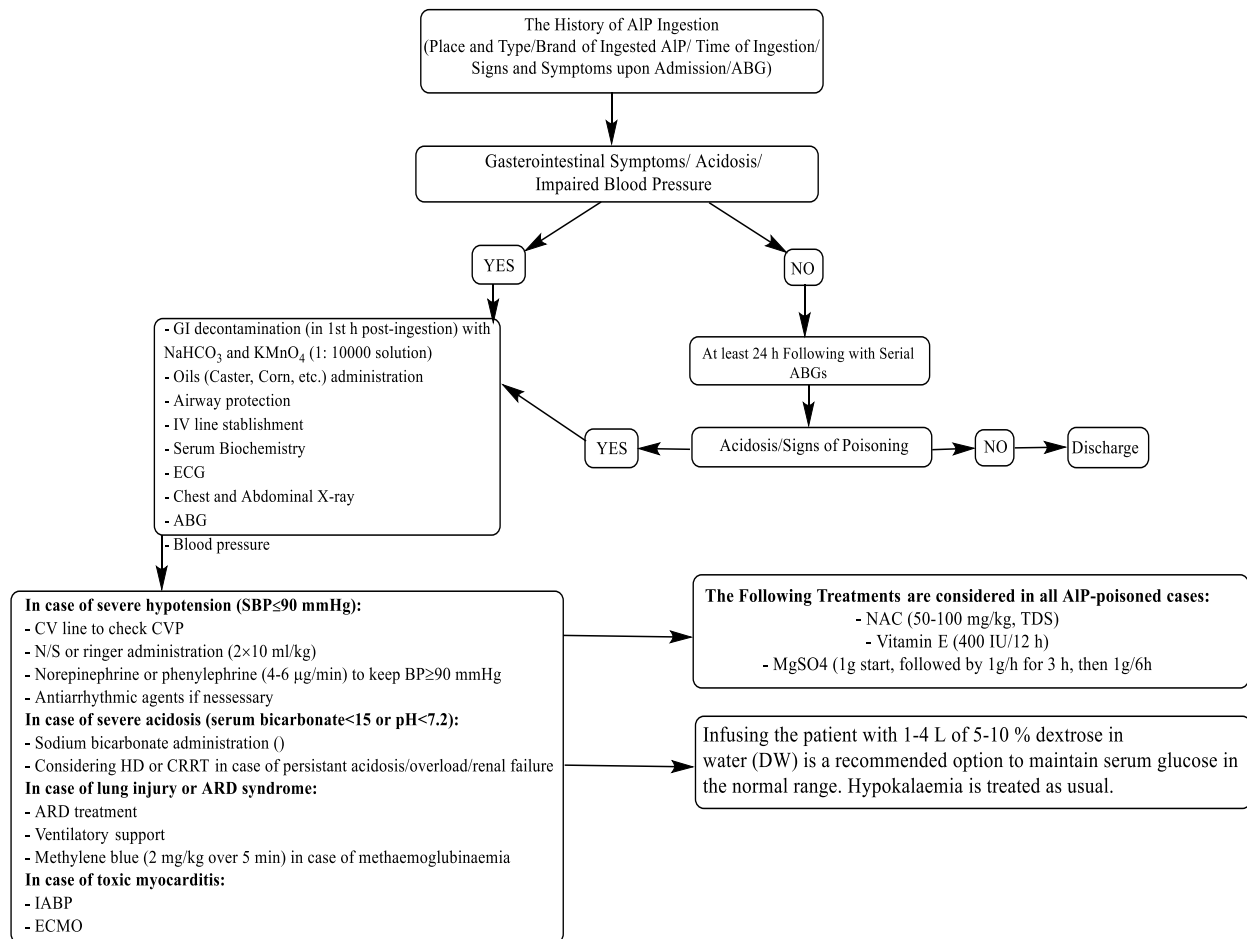 The History of AlP Ingestion
(Place and Type/Brand of Ingested AlP/ Time of Ingestion/
Signs and Symptoms upon Admission/ABG)
Gasterointestinal Symptoms/ Acidosis/
Impaired Blood Pressure
YES
NO
- GI decontamination (in 1st h post-ingestion) with
NaHCO3 and KMnO4 (1: 10000 solution)
- Oils (Caster, Corn, etc.) administration
- Airway protection
- IV line stablishment
- Serum Biochemistry
- ECG
- Chest and Abdominal X-ray
- ABG
- Blood pressure
At least 24 h Following with Serial
ABGs
YES
Acidosis/Signs of Poisoning
NO
Discharge
In case of severe hypotension (SBP≤90 mmHg):
- CV line to check CVP
- N/S or ringer administration (2×10 ml/kg)
- Norepinephrine or phenylephrine (4-6 μg/min) to keep BP≥90 mmHg
- Antiarrhythmic agents if nessessary
In case of severe acidosis (serum bicarbonate<15 or pH<7.2):
- Sodium bicarbonate administration ()
- Considering HD or CRRT in case of persistant acidosis/overload/renal failure
In case of lung injury or ARD syndrome:
- ARD treatment
- Ventilatory support
- Methylene blue (2 mg/kg over 5 min) in case of methaemoglubinaemia
In case of toxic myocarditis:
- IABP
- ECMO
The Following Treatments are considered in all AlP-poisoned cases:
- NAC (50-100 mg/kg, TDS)
- Vitamin E (400 IU/12 h)
- MgSO4 (1g start, followed by 1g/h for 3 h, then 1g/6h
Infusing the patient with 1-4 L of 5-10 % dextrose in
water (DW) is a recommended option to maintain serum glucose in
the normal range. Hypokalaemia is treated as usual.